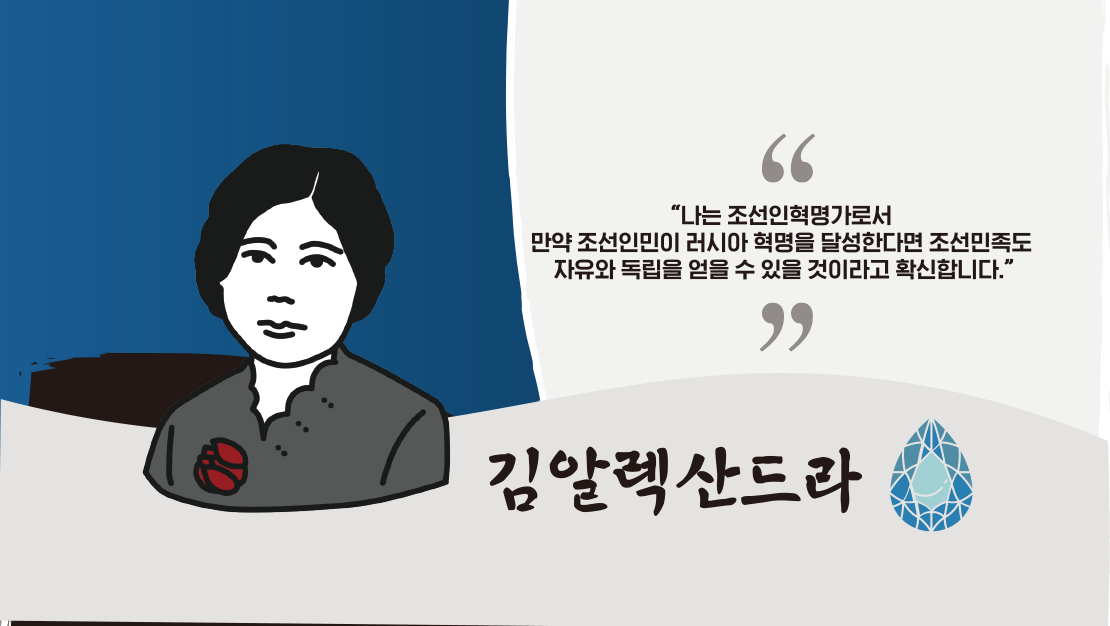 “나는 조선인혁명가로서
만약 조선인민이 러시아 혁명을 달성한다면 조선민족도
자유와 독립을 얻을 수 있을 것이라고 확신합니다.”
김알렉산드라